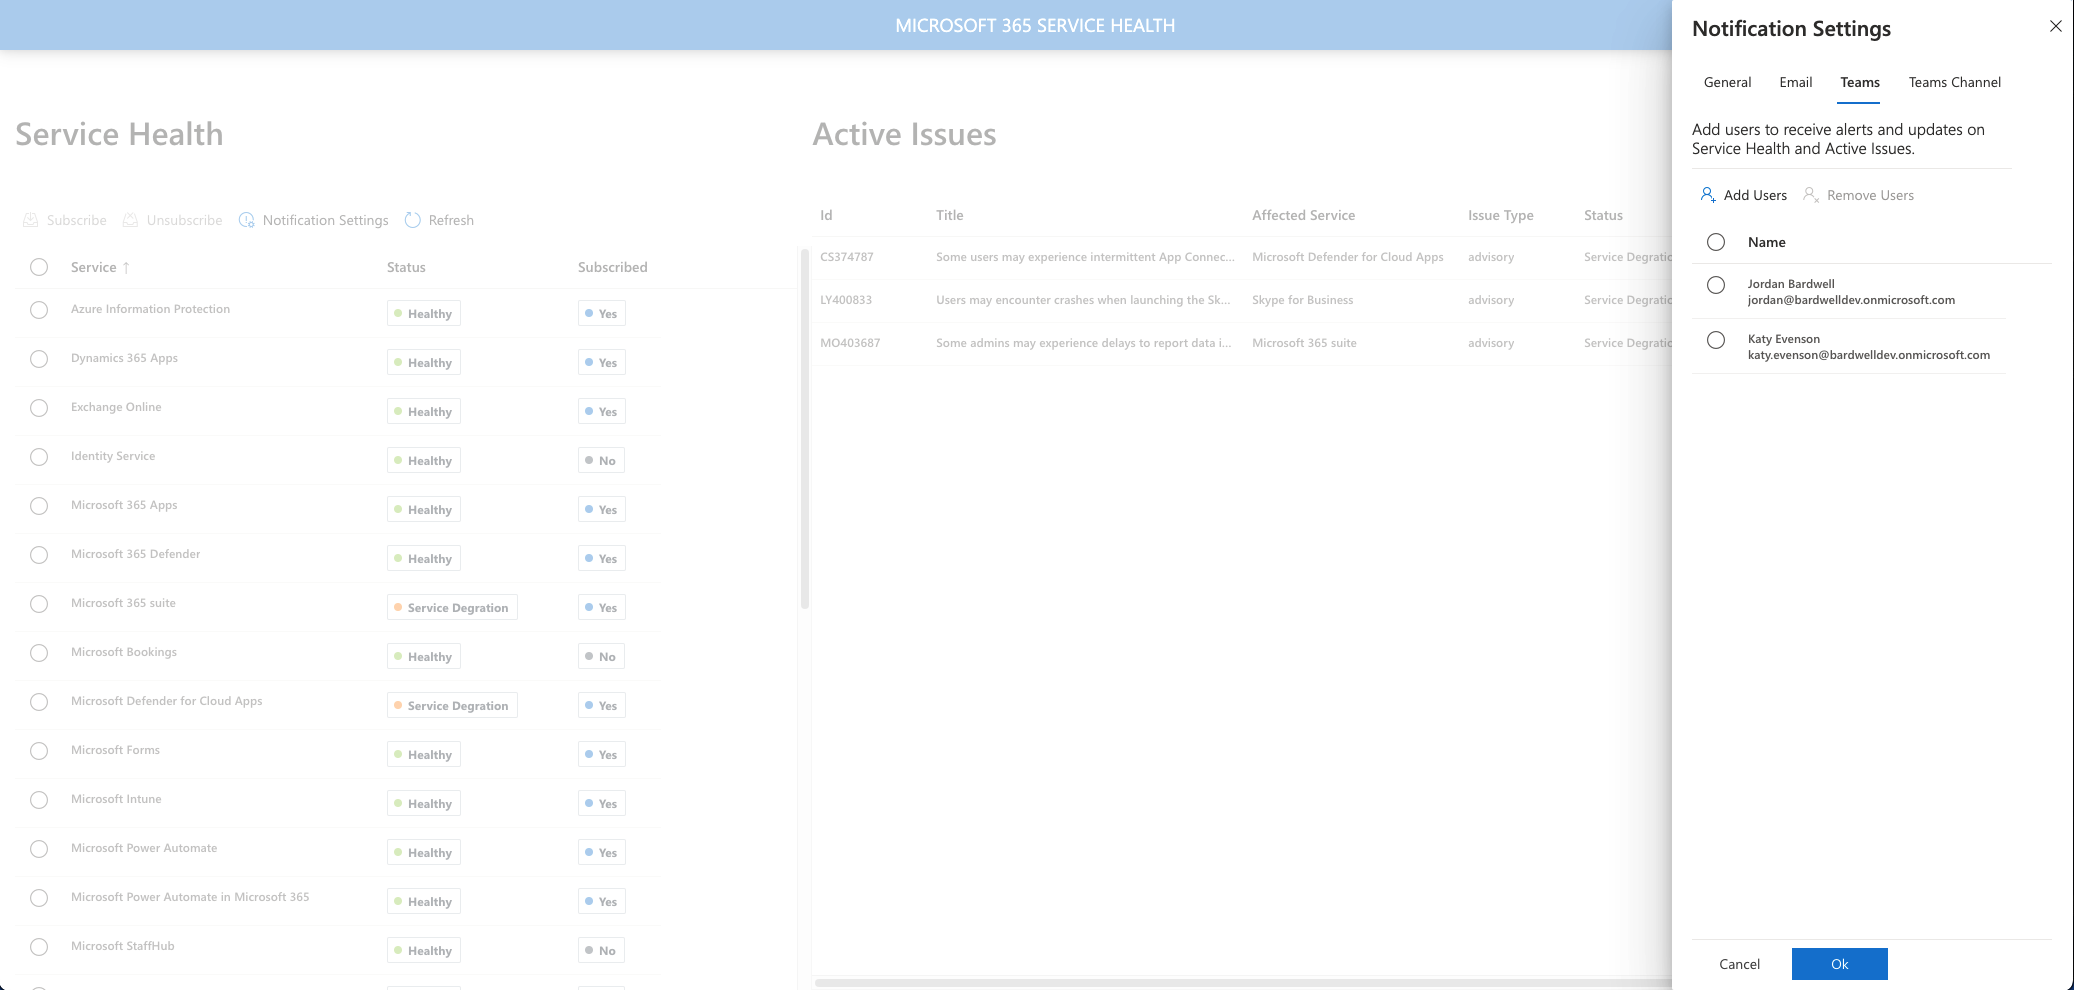 MICROSOFT 365 SERVICE HEALTH
Service Health
Subscribe Unsubscribe Notification Settings Refresh
Service ↑ Status Subscribed
Azure Information Protection Healthy Yes
Dynamics 365 Apps Healthy Yes
Exchange Online Healthy Yes
Identity Service Healthy No
Microsoft 365 Apps Healthy Yes
Microsoft 365 Defender Healthy Yes
Microsoft 365 suite Service Degration Yes
Microsoft Bookings Healthy No
Microsoft Defender for Cloud Apps Service Degration Yes
Microsoft Forms Healthy Yes
Microsoft Intune Healthy Yes
Microsoft Power Automate Healthy Yes
Microsoft Power Automate in Microsoft 365 Healthy Yes
Microsoft StaffHub Healthy No
Active Issues
Id Title Affected Service Issue Type Status
CS374787 Some users may experience intermittent App Connec... Microsoft Defender for Cloud Apps advisory Service Degratic
LY400833 Users may encounter crashes when launching the Sk... Skype for Business advisory Service Degratic
MO403687 Some admins may experience delays to report data i... Microsoft 365 suite advisory Service Degratic
Notification Settings
General Email Teams Teams Channel
Add users to receive alerts and updates on
Service Health and Active Issues.
Add Users Remove Users
Name
Jordan Bardwell
jordan@bardwelldev.onmicrosoft.com
Katy Evenson
katy.evenson@bardwelldev.onmicrosoft.com
Cancel Ok